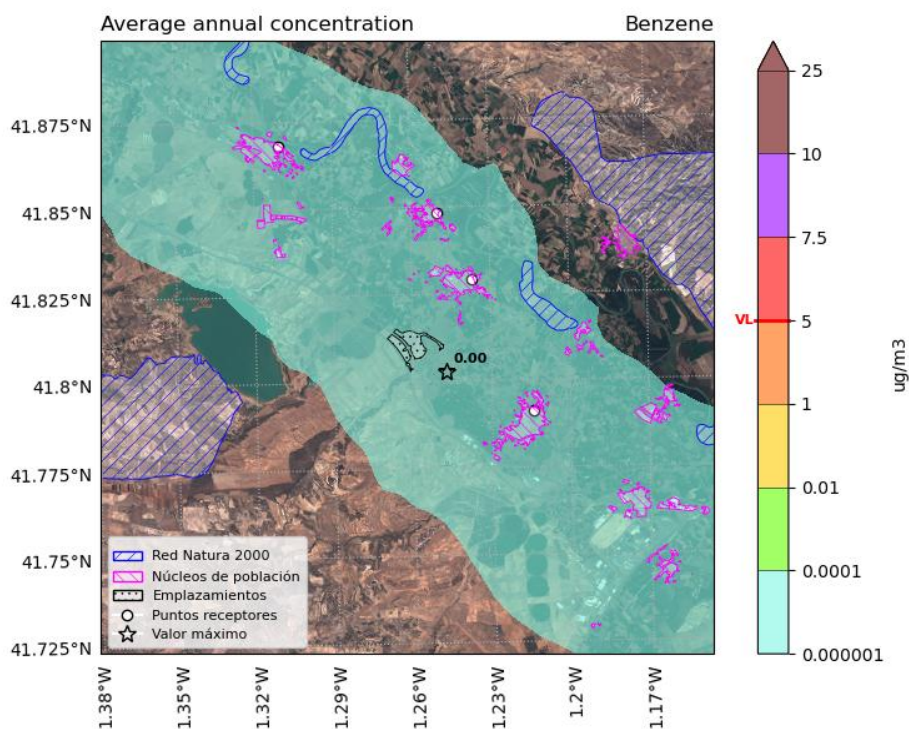 Average annual concentration
Benzene
41.875°N
41.85°N
41.825°N
41.8°N
41.775°N
41.75°N
41.725°N
0.00
Red Natura 2000
Núcleos de población
Emplazamientos
Puntos receptores
Valor máximo
1.38°W
1.35°W
1.32°W
1.29°W
1.26°W
1.23°W
1.2°W
1.17°W
25
10
7.5
VL
5
1
0.01
0.0001
0.000001
ug/m3